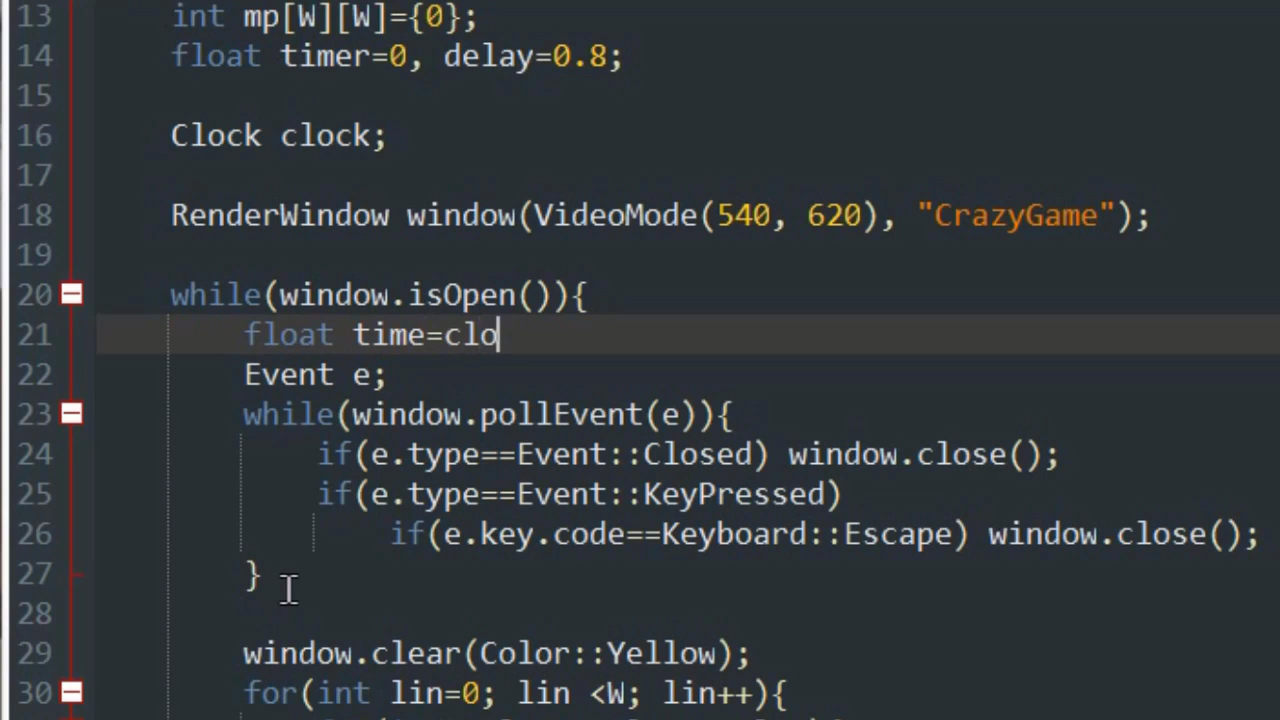 13 int mp[W][W]={0};
14 float timer=0, delay=0.8;
15
16 Clock clock;
17
18 RenderWindow window(VideoMode(540, 620), "CrazyGame");
19
20 while(window.isOpen()){
21 float time=clo
22 Event e;
23 while(window.pollEvent(e)){
24 if(e.type==Event::Closed) window.close();
25 if(e.type==Event::KeyPressed)
26 if(e.key.code==Keyboard::Escape) window.close();
27 }
28
29 window.clear(Color::Yellow);
30 for(int lin=0; lin <W; lin++){